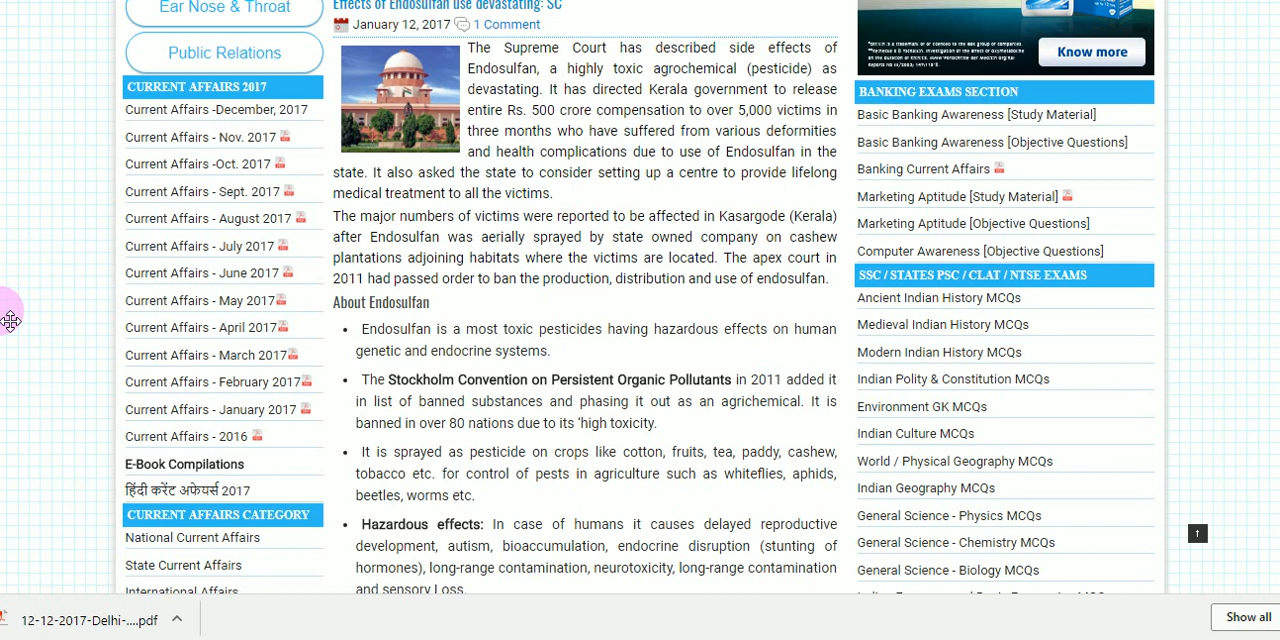 Ear Nose & Throat
Public Relations
CURRENT AFFAIRS 2017
Current Affairs -December, 2017
Current Affairs - Nov. 2017
Current Affairs -Oct. 2017
Current Affairs - Sept. 2017
Current Affairs - August 2017
Current Affairs - July 2017
Current Affairs - June 2017
Current Affairs - May 2017
Current Affairs - April 2017
Current Affairs - March 2017
Current Affairs - February 2017
Current Affairs - January 2017
Current Affairs - 2016
E-Book Compilations
हिंदी करेंट अफेयर्स 2017
CURRENT AFFAIRS CATEGORY
National Current Affairs
State Current Affairs
International Affairs
Effects of Endosulfan use devastating: SC
January 12, 2017 1 Comment
The Supreme Court has described side effects of
Endosulfan, a highly toxic agrochemical (pesticide) as
devastating. It has directed Kerala government to release
entire Rs. 500 crore compensation to over 5,000 victims in
three months who have suffered from various deformities
and health complications due to use of Endosulfan in the
state. It also asked the state to consider setting up a centre to provide lifelong
medical treatment to all the victims.
The major numbers of victims were reported to be affected in Kasargode (Kerala)
after Endosulfan was aerially sprayed by state owned company on cashew
plantations adjoining habitats where the victims are located. The apex court in
2011 had passed order to ban the production, distribution and use of endosulfan.
About Endosulfan
• Endosulfan is a most toxic pesticides having hazardous effects on human
genetic and endocrine systems.
• The Stockholm Convention on Persistent Organic Pollutants in 2011 added it
in list of banned substances and phasing it out as an agrichemical. It is
banned in over 80 nations due to its 'high toxicity.
• It is sprayed as pesticide on crops like cotton, fruits, tea, paddy, cashew,
tobacco etc. for control of pests in agriculture such as whiteflies, aphids,
beetles, worms etc.
• Hazardous effects: In case of humans it causes delayed reproductive
development, autism, bioaccumulation, endocrine disruption (stunting of
hormones), long-range contamination, neurotoxicity, long-range contamination
and sensory Loss.
Know more
BANKING EXAMS SECTION
Basic Banking Awareness [Study Material]
Basic Banking Awareness [Objective Questions]
Banking Current Affairs
Marketing Aptitude [Study Material]
Marketing Aptitude [Objective Questions]
Computer Awareness [Objective Questions]
SSC / STATES PSC / CLAT / NTSE EXAMS
Ancient Indian History MCQs
Medieval Indian History MCQs
Modern Indian History MCQs
Indian Polity & Constitution MCQs
Environment GK MCQs
Indian Culture MCQs
World / Physical Geography MCQs
Indian Geography MCQs
General Science - Physics MCQs
General Science - Chemistry MCQs
General Science - Biology MCQs
12-12-2017-Delhi-....pdf
Show all